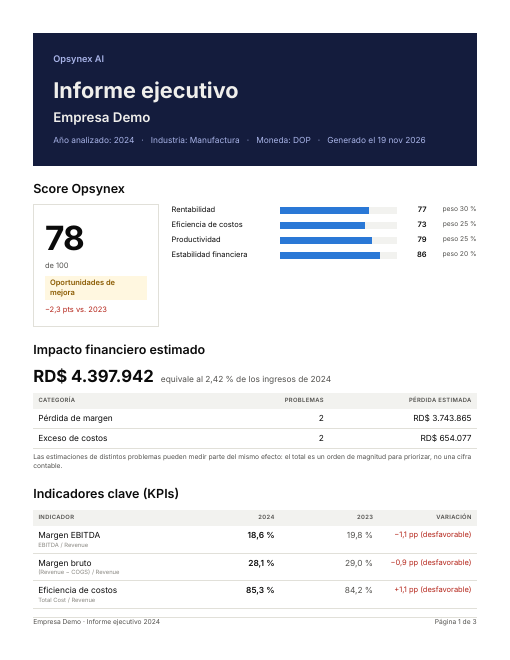 Opsynex AI
Informe ejecutivo
Empresa Demo
Año analizado: 2024 · Industria: Manufactura · Moneda: DOP · Generado el 19 nov 2026
Score Opsynex
78
de 100
Oportunidades de
mejora
−2,3 pts vs. 2023
Rentabilidad 77 peso 30 %
Eficiencia de costos 73 peso 25 %
Productividad 79 peso 25 %
Estabilidad financiera 86 peso 20 %
Impacto financiero estimado
RD$ 4.397.942 equivale al 2,42 % de los ingresos de 2024
CATEGORÍA PROBLEMAS PÉRDIDA ESTIMADA
Pérdida de margen 2 RD$ 3.743.865
Exceso de costos 2 RD$ 654.077
Las estimaciones de distintos problemas pueden medir parte del mismo efecto: el total es un orden de magnitud para priorizar, no una cifra
contable.
Indicadores clave (KPIs)
INDICADOR 2024 2023 VARIACIÓN
Margen EBITDA 18,6 % 19,8 % −1,1 pp (desfavorable)
EBITDA / Revenue
Margen bruto 28,1 % 29,0 % −0,9 pp (desfavorable)
(Revenue − COGS) / Revenue
Eficiencia de costos 85,3 % 84,2 % +1,1 pp (desfavorable)
Total Cost / Revenue
Empresa Demo · Informe ejecutivo 2024 Página 1 de 3